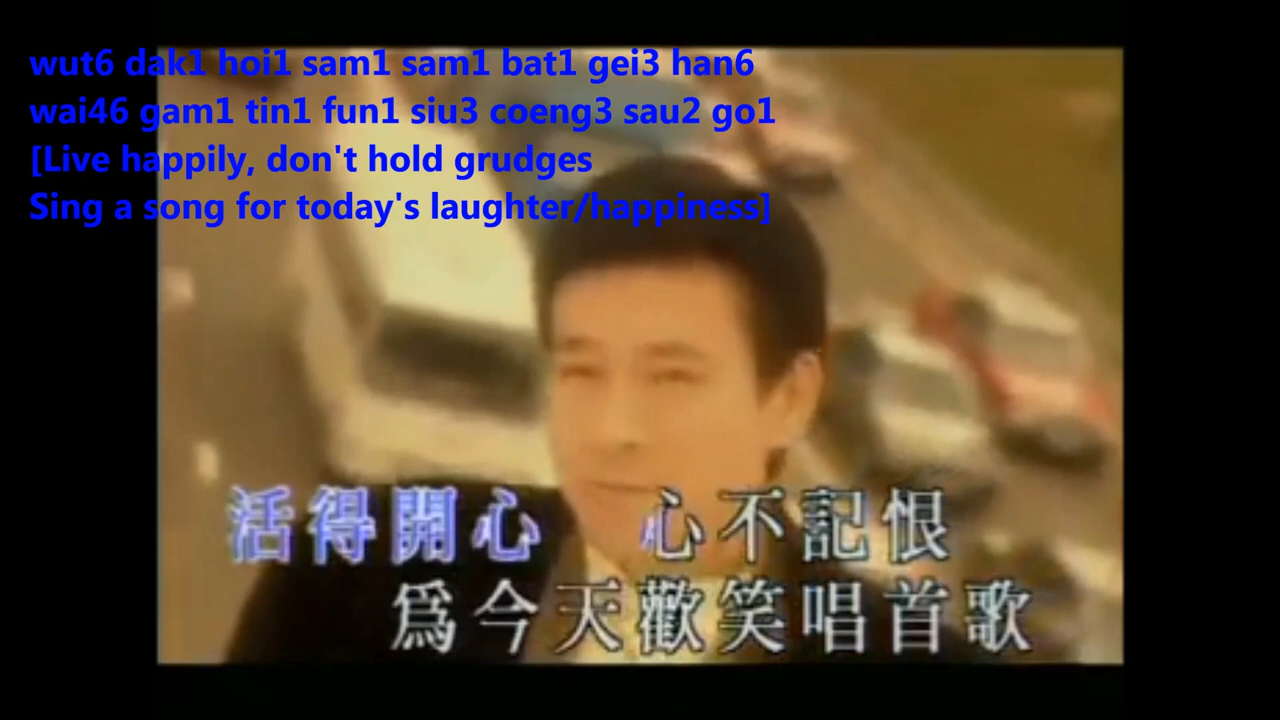 wut6 dak1 hoi1 sam1 sam1 bat1 gei3 han6
wai46 gam1 tin1 fun1 siu3 coeng3 sau2 go1
[Live happily, don't hold grudges
Sing a song for today's laughter/happiness]
活得開心 心不記恨
爲今天歡笑唱首歌